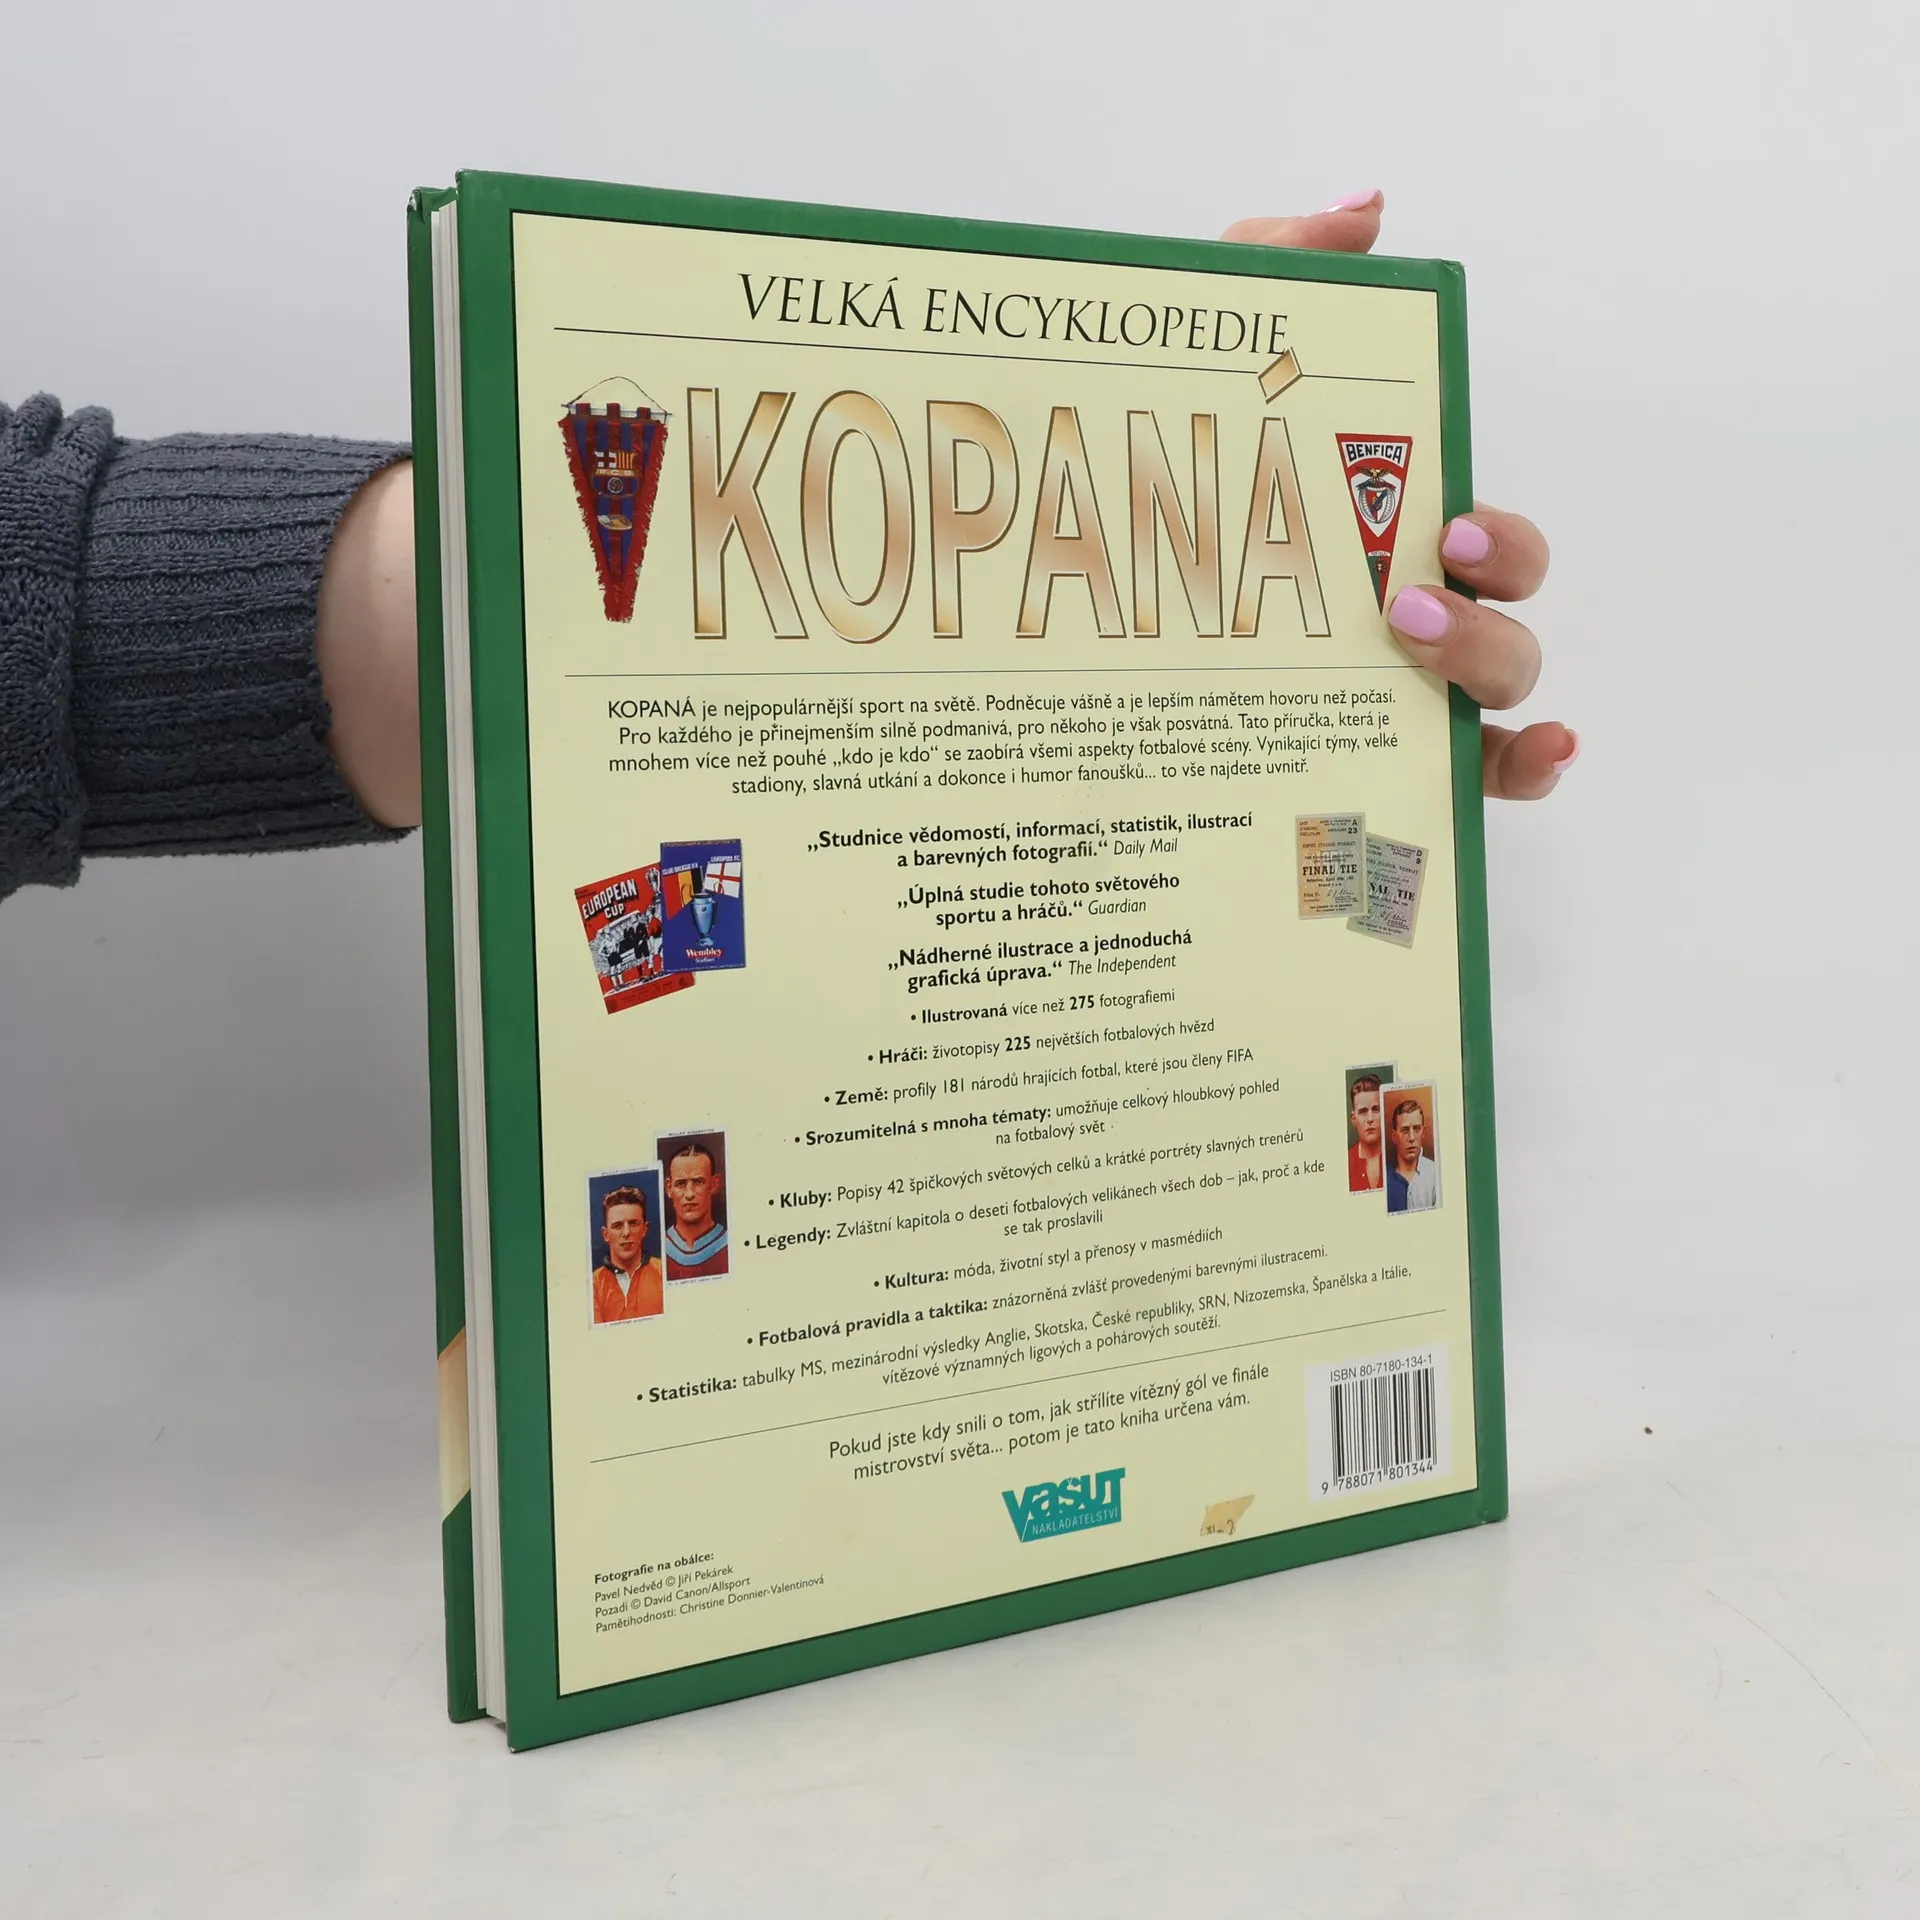 VELKÁ ENCYKLOPEDIE
KOPANÁ
BENFICA
KOPANÁ je nejpopulárnější sport na světě. Podněcuje vášně a je lepším námětem hovoru než počasí.
Pro každého je přinejmenším silně podmanivá, pro někoho je však posvátná. Tato příručka, která je
mnohem více než pouhé „kdo je kdo“ se zaobírá všemi aspekty fotbalové scény. Vynikající týmy, velké
stadiony, slavná utkání a dokonce i humor fanoušků... to vše najdete uvnitř.
„Studnice vědomostí, informací, statistik, ilustrací
a barevných fotografií.“ Daily Mail
„Úplná studie tohoto světového
sportu a hráčů.“ Guardian
„Nádherné ilustrace a jednoduchá
grafická úprava.“ The Independent
EUROPEAN
CUP
Wembley
FINAL TIE
NAL TIE
• Ilustrovaná více než 275 fotografiemi
• Hráči: životopisy 225 největších fotbalových hvězd
• Země: profily 181 národů hrajících fotbal, které jsou členy FIFA
• Srozumitelná s mnoha tématy: umožňuje celkový hloubkový pohled
na fotbalový svět
• Kluby: Popisy 42 špičkových světových celků a krátké portréty slavných trenérů
• Legendy: Zvláštní kapitola o deseti fotbalových velikánech všech dob – jak, proč a kde
se tak proslavili
• Kultura: móda, životní styl a přenosy v masmédiích
• Fotbalová pravidla a taktika: znázorněná zvlášť provedenými barevnými ilustracemi.
• Statistika: tabulky MS, mezinárodní výsledky Anglie, Skotska, České republiky, SRN, Nizozemska, Španělska a Itálie,
vítězové významných ligových a pohárových soutěží.
Pokud jste kdy snili o tom, jak střílíte vítězný gól ve finále
mistrovství světa... potom je tato kniha určena vám.
ISBN 80-7180-134-1
9 788071 801344
VAŠUT
NAKLADATELSTVÍ
Fotografie na obálce:
Pavel Nedvěd © Jiří Pekárek
Pozadí © David Canon/Allsport
Pamětihodnosti: Christine Donnier-Valentinová